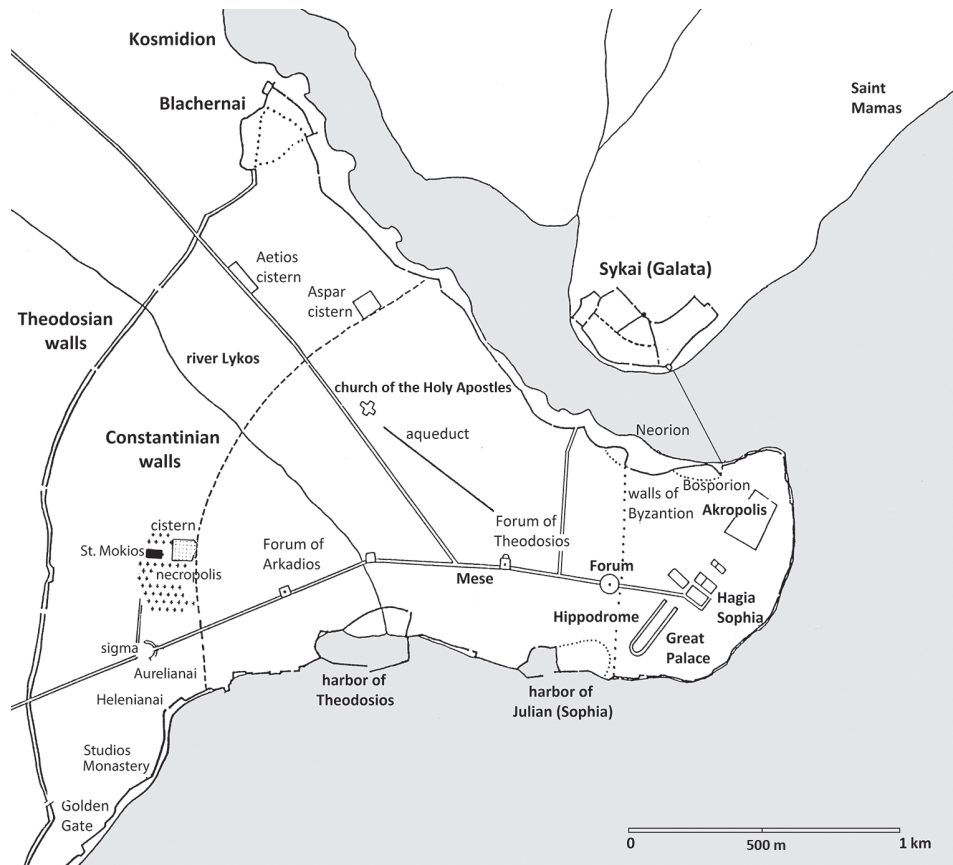 Kosmidion
Blachernai
Saint
Mamas
Aetios
cistern
Aspar
cistern
Sykai (Galata)
Theodosian
walls
river Lykos
church of the Holy Apostles
aqueduct
Neorion
Constantinian
walls
Bosporion
walls of
Byzantion
Akropolis
cistern
St. Mokios
necropolis
Forum of
Arkadios
Forum of
Theodosios
Mese
Forum
Hagia
Sophia
Hippodrome
Great
Palace
sigma
Aurelianai
Helenianai
harbor of
Theodosios
harbor of
Julian (Sophia)
Studios
Monastery
Golden
Gate
0
500 m
1 km